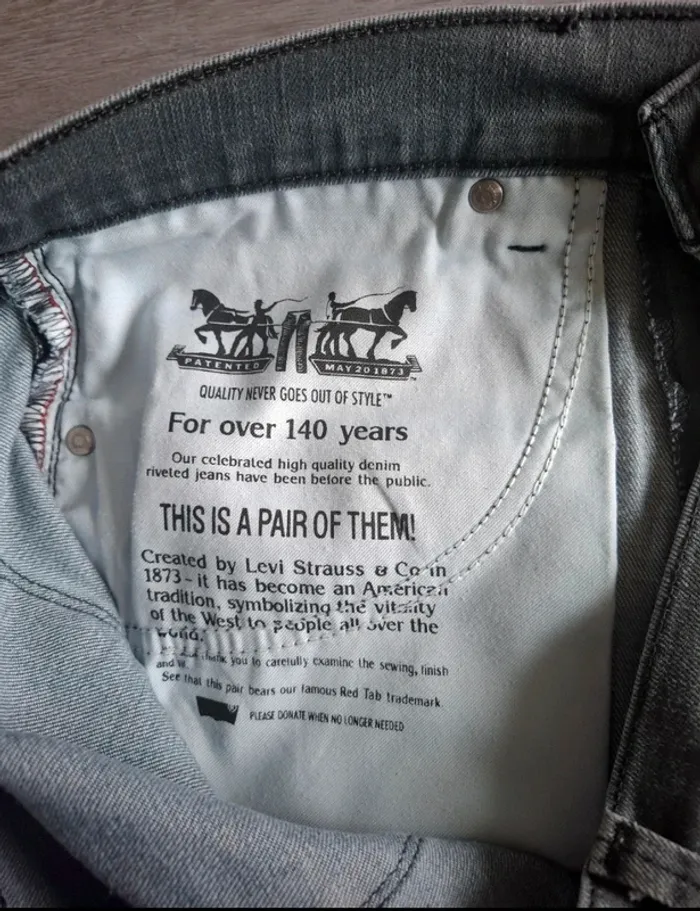 PATENTED MAY 20 1873
QUALITY NEVER GOES OUT OF STYLE™
For over 140 years
Our celebrated high quality denim
riveted jeans have been before the public.
THIS IS A PAIR OF THEM!
Created by Levi Strauss & Co in
1873 - it has become an American
tradition, symbolizing the vitality
of the West to people all over the
world.
thank you to carefully examine the sewing, finish
and
See that this pair bears our famous Red Tab trademark.
PLEASE DONATE WHEN NO LONGER NEEDED